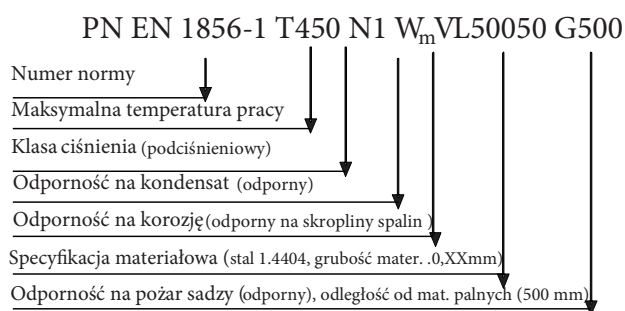 PN EN 1856-1 T450 N1 WmVL50050 G500
Numer normy
Maksymalna temperatura pracy
Klasa ciśnienia (podciśnieniowy)
Odporność na kondensat (odporny)
Odporność na korozję (odporny na skropliny spalin )
Specyfikacja materiałowa (stal 1.4404, grubość mater. .0,XXmm)
Odporność na pożar sadzy (odporny), odległość od mat. palnych (500 mm)